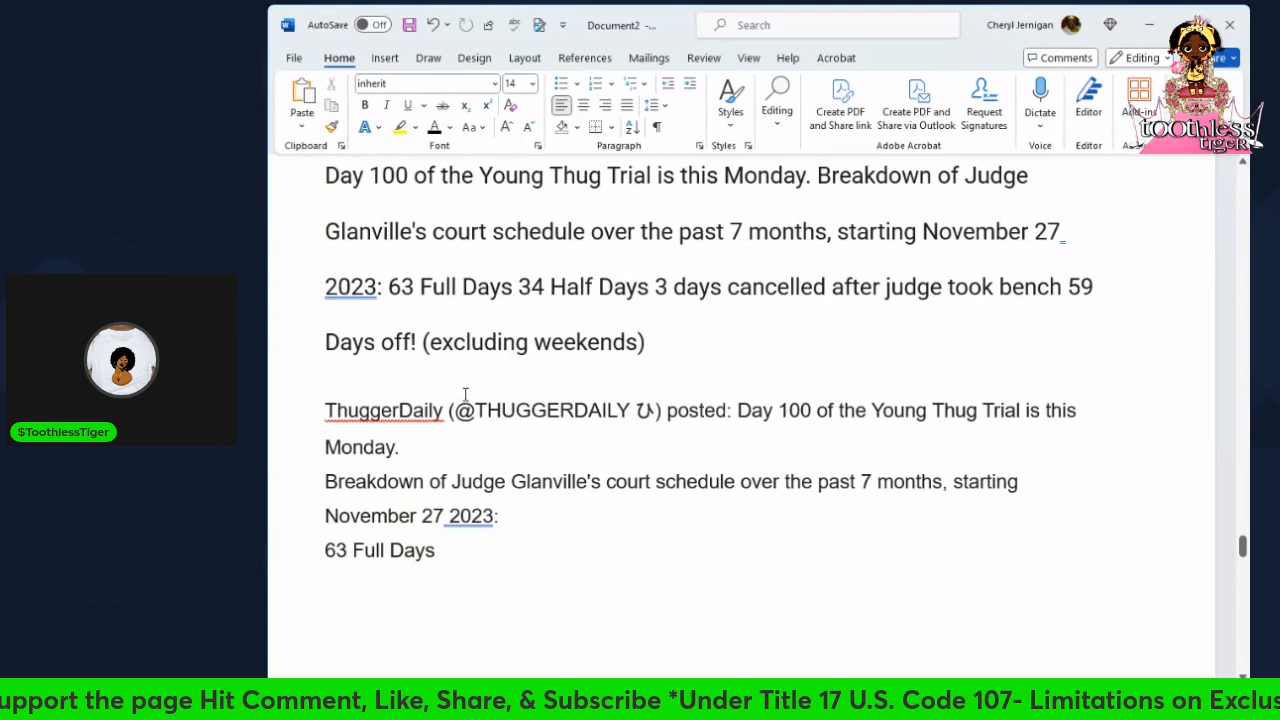 AutoSave Off Document2 -... Search Cheryl Jernigan
File Home Insert Draw Design Layout References Mailings Review View Help Acrobat Comments Editing
inherit 14
Paste
Styles
Editing
Create PDF and Share link
Create PDF and Share via Outlook
Request Signatures
Dictate
Editor
Add-ins
Clipboard Font Paragraph Styles Adobe Acrobat Voice Editor
toothless
tiger
Day 100 of the Young Thug Trial is this Monday. Breakdown of Judge
Glanville's court schedule over the past 7 months, starting November 27
2023: 63 Full Days 34 Half Days 3 days cancelled after judge took bench 59
Days off! (excluding weekends)
ThuggerDaily (@THUGGERDAILY ひ) posted: Day 100 of the Young Thug Trial is this
Monday.
Breakdown of Judge Glanville's court schedule over the past 7 months, starting
November 27 2023:
63 Full Days
$ToothlessTiger
upport the page Hit Comment, Like, Share, & Subscribe *Under Title 17 U.S. Code 107- Limitations on Exclus